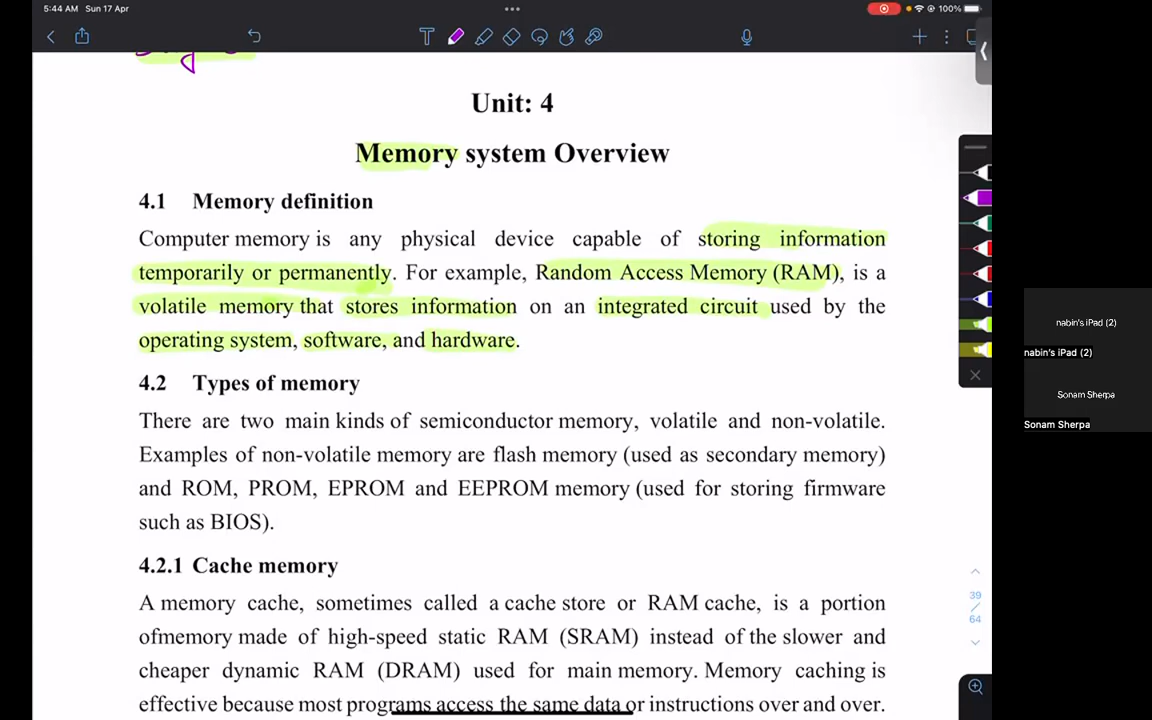 5:44 AM Sun 17 Apr
100%
Unit: 4
Memory system Overview
4.1 Memory definition
Computer memory is any physical device capable of storing information
temporarily or permanently. For example, Random Access Memory (RAM), is a
volatile memory that stores information on an integrated circuit used by the
operating system, software, and hardware.
4.2 Types of memory
There are two main kinds of semiconductor memory, volatile and non-volatile.
Examples of non-volatile memory are flash memory (used as secondary memory)
and ROM, PROM, EPROM and EEPROM memory (used for storing firmware
such as BIOS).
4.2.1 Cache memory
A memory cache, sometimes called a cache store or RAM cache, is a portion
ofmemory made of high-speed static RAM (SRAM) instead of the slower and
cheaper dynamic RAM (DRAM) used for main memory. Memory caching is
effective because most programs access the same data or instructions over and over.
39
/
64
nabin's iPad (2)
nabin's iPad (2)
Sonam Sherpa
Sonam Sherpa